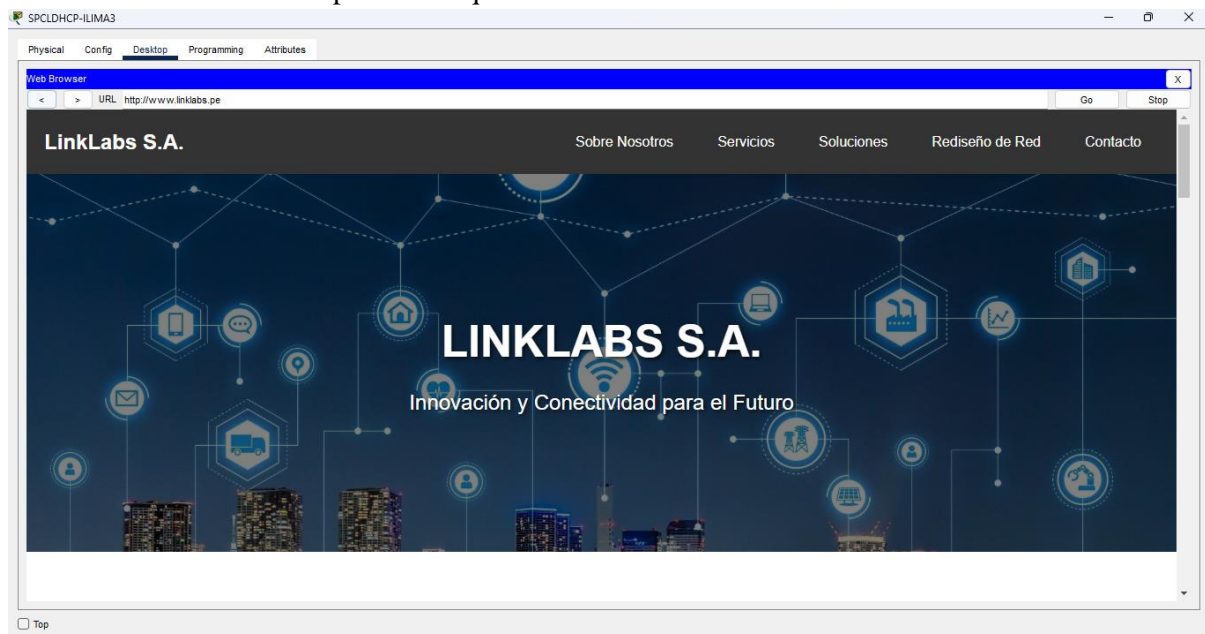 SPCLDHCP-ILIMA3
Physical Config Desktop Programming Attributes
Web Browser X
< > URL http://www.linklabs.pe Go Stop
LinkLabs S.A. Sobre Nosotros Servicios Soluciones Rediseño de Red Contacto
LINKLABS S.A.
Innovación y Conectividad para el Futuro
Top